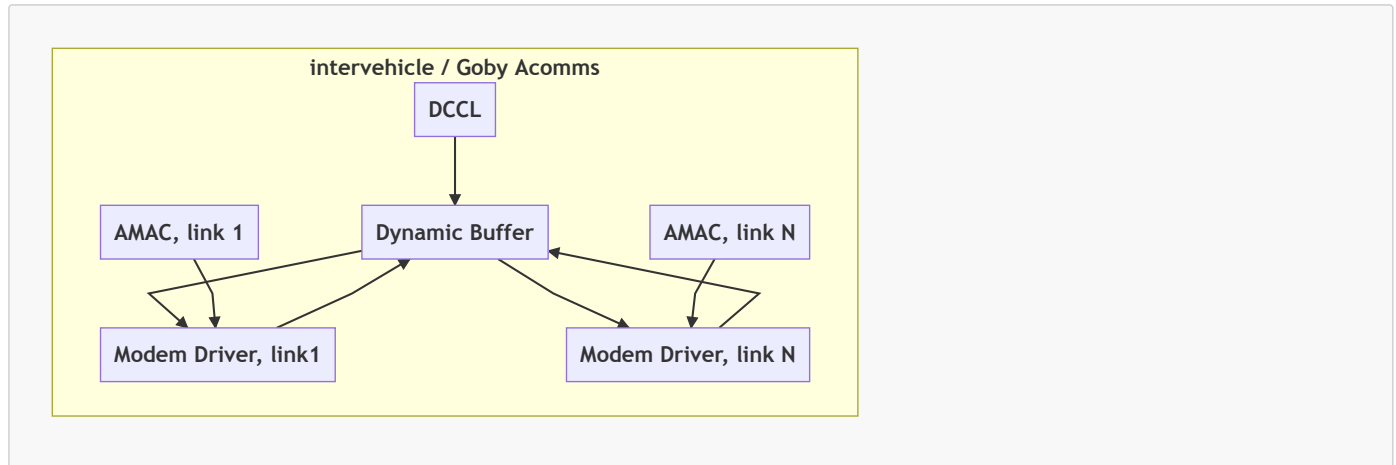 intervehicle / Goby Acomms
DCCL
AMAC, link 1
Dynamic Buffer
AMAC, link N
Modem Driver, link1
Modem Driver, link N